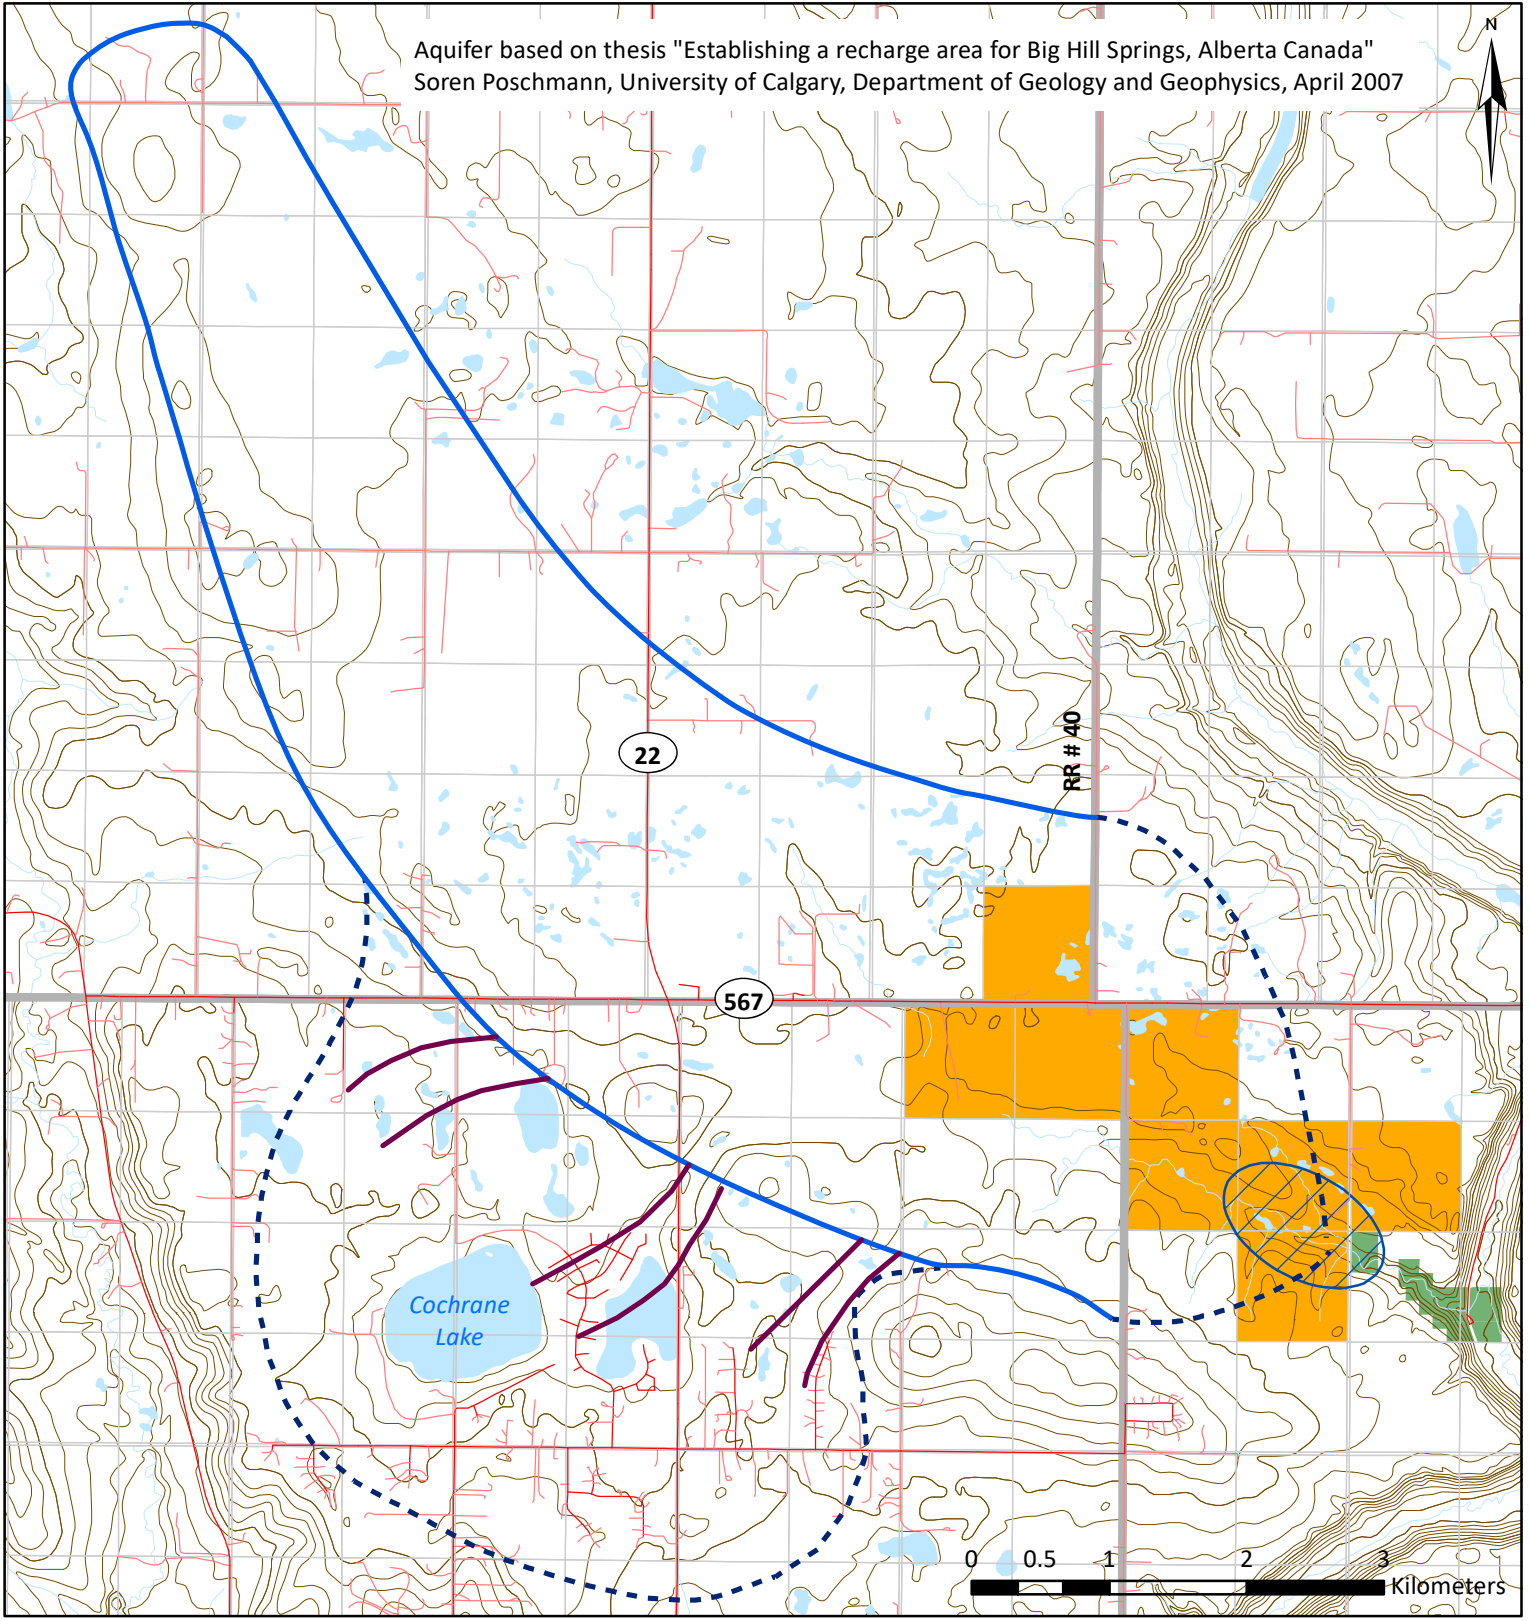 Aquifer based on thesis "Establishing a recharge area for Big Hill Springs, Alberta Canada"
Soren Poschmann, University of Calgary, Department of Geology and Geophysics, April 2007
N
RR # 40
22
567
Cochrane
Lake
0 0.5 1 2 3
Kilometers